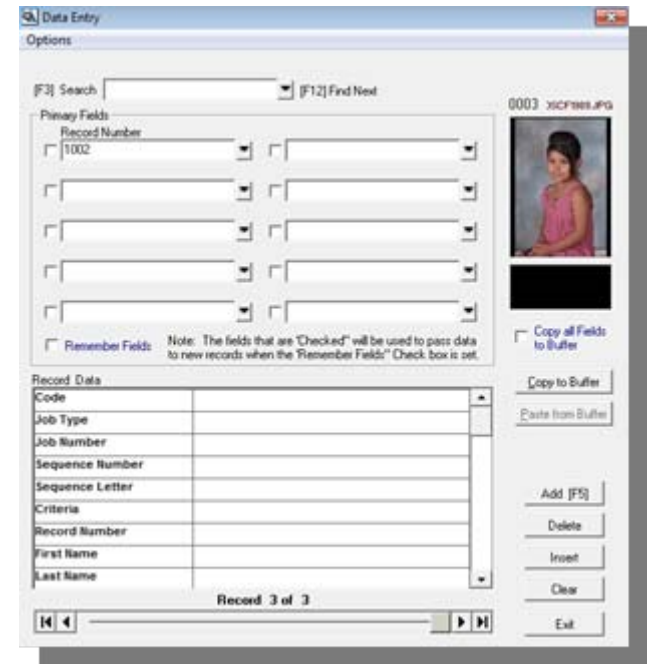 Data Entry
Options
[F3] Search
[F12] Find Next
Primary Fields
Record Number
1002
0003
Remember Fields
Note: The fields that are 'Checked" will be used to pass data
to new records when the 'Remember Fields" Check box is set.
Copy all Fields
to Buffer
Copy to Buffer
Paste from Buffer
Record Data
Code
Job Type
Job Number
Sequence Number
Sequence Letter
Criteria
Record Number
First Name
Last Name
Record 3 of 3
Add [F5]
Delete
Insert
Clear
Exit